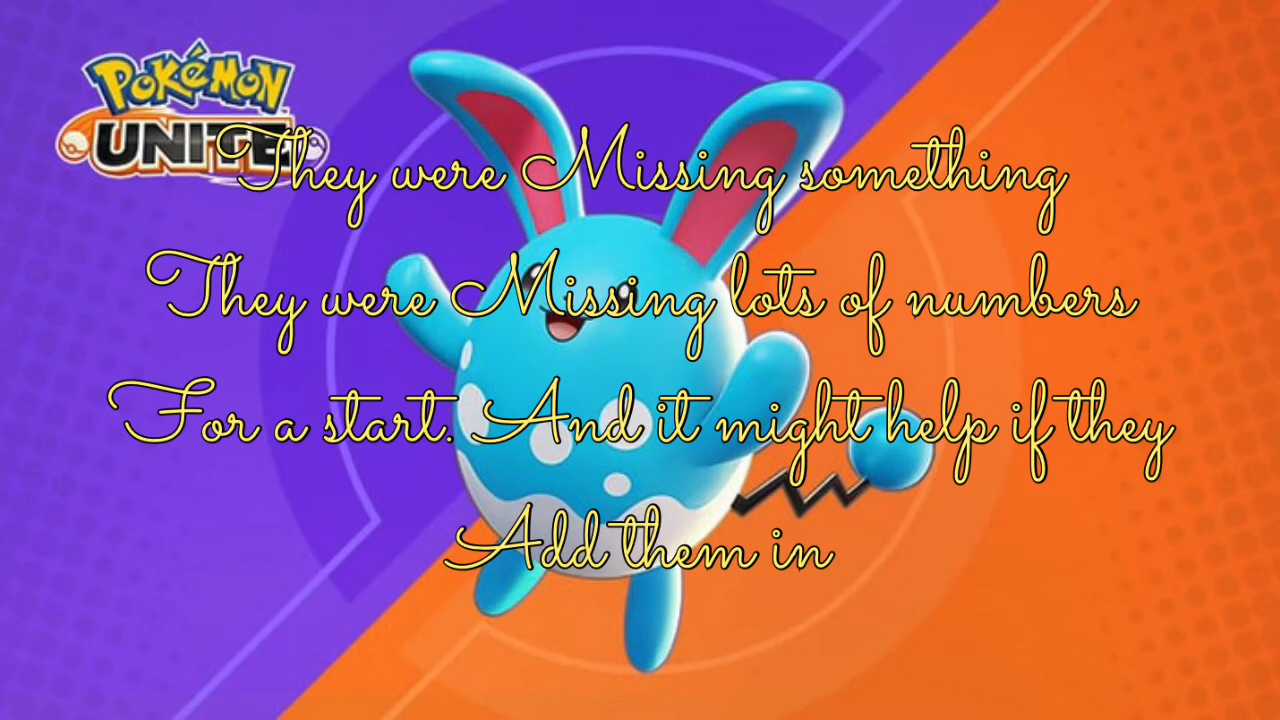 POKéMON
UNITE
They were Missing something
They were Missing lots of numbers
For a start. And it might help if they
Add them in